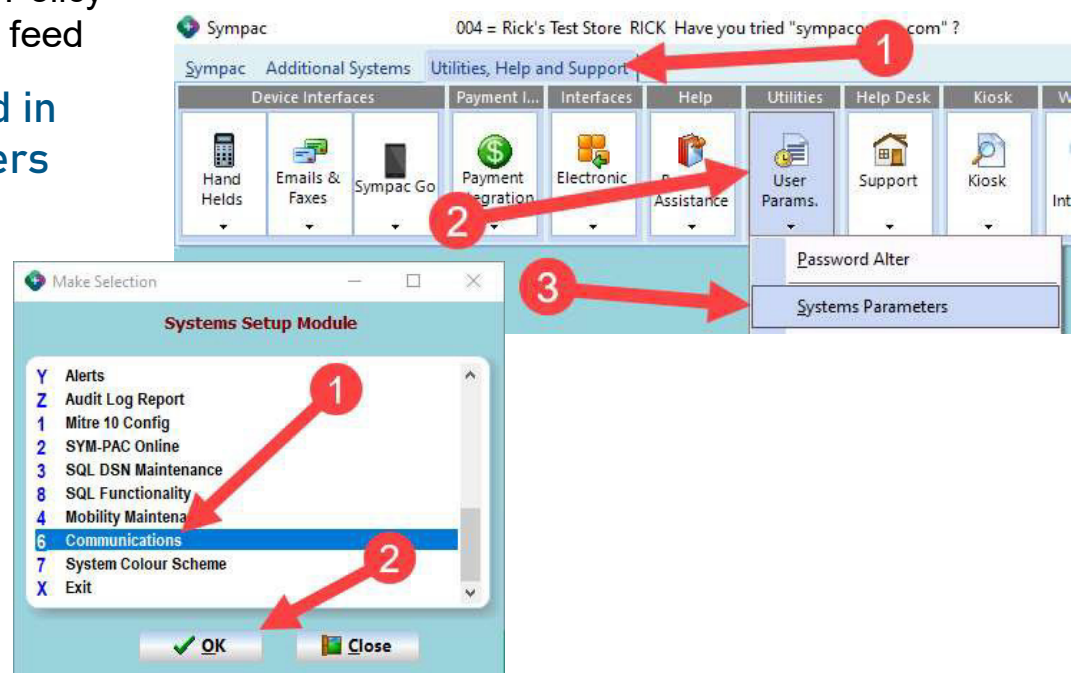 Policy
feed
d in
ers
Sympac 004 = Rick's Test Store RICK Have you tried "sympac com" ?
1
Sympac Additional Systems Utilities, Help and Support
Device Interfaces Payment I... Interfaces Help Utilities Help Desk Kiosk W
Hand Helds
Emails & Faxes
Sympac Go
Payment
Electronic
Assistance
User Params.
Support
Kiosk
Int
2
Password Alter
3
Systems Parameters
Make Selection
Systems Setup Module
Y Alerts
Z Audit Log Report
1 Mitre 10 Config
2 SYM-PAC Online
3 SQL DSN Maintenance
8 SQL Functionality
4 Mobility Maintena
6 Communications
7 System Colour Scheme
X Exit
1
2
OK Close